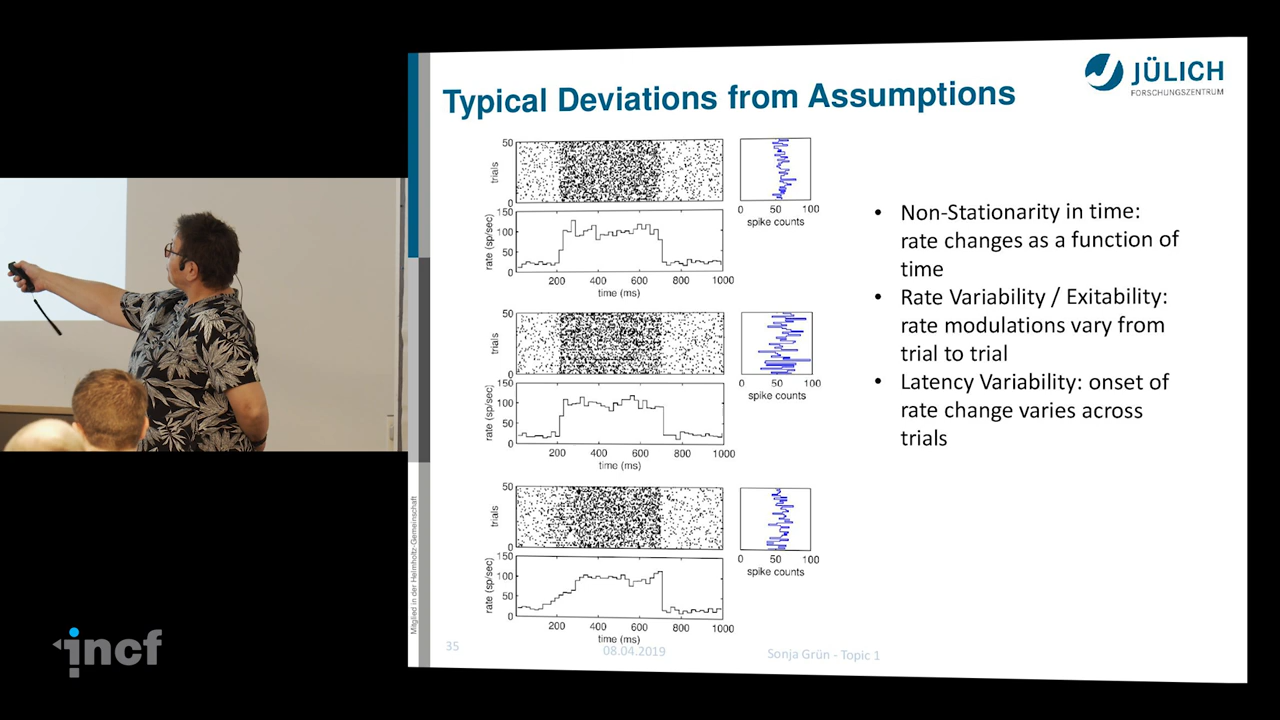 Typical Deviations from Assumptions
JÜLICH
FORSCHUNGSZENTRUM
50
trials
0
0 50 100
spike counts
150
100
50
0
rate (sp/sec)
200 400 600 800 1000
time (ms)
50
trials
0
0 50 100
spike counts
150
100
50
0
rate (sp/sec)
200 400 600 800 1000
time (ms)
50
trials
0
0 50 100
spike counts
150
100
50
0
rate (sp/sec)
200 400 600 800 1000
time (ms)
• Non-Stationarity in time:
rate changes as a function of
time
• Rate Variability / Exitability:
rate modulations vary from
trial to trial
• Latency Variability: onset of
rate change varies across
trials
Mitglied in der Helmholtz-Gemeinschaft
35
08.04.2019
Sonja Grün - Topic 1
incf